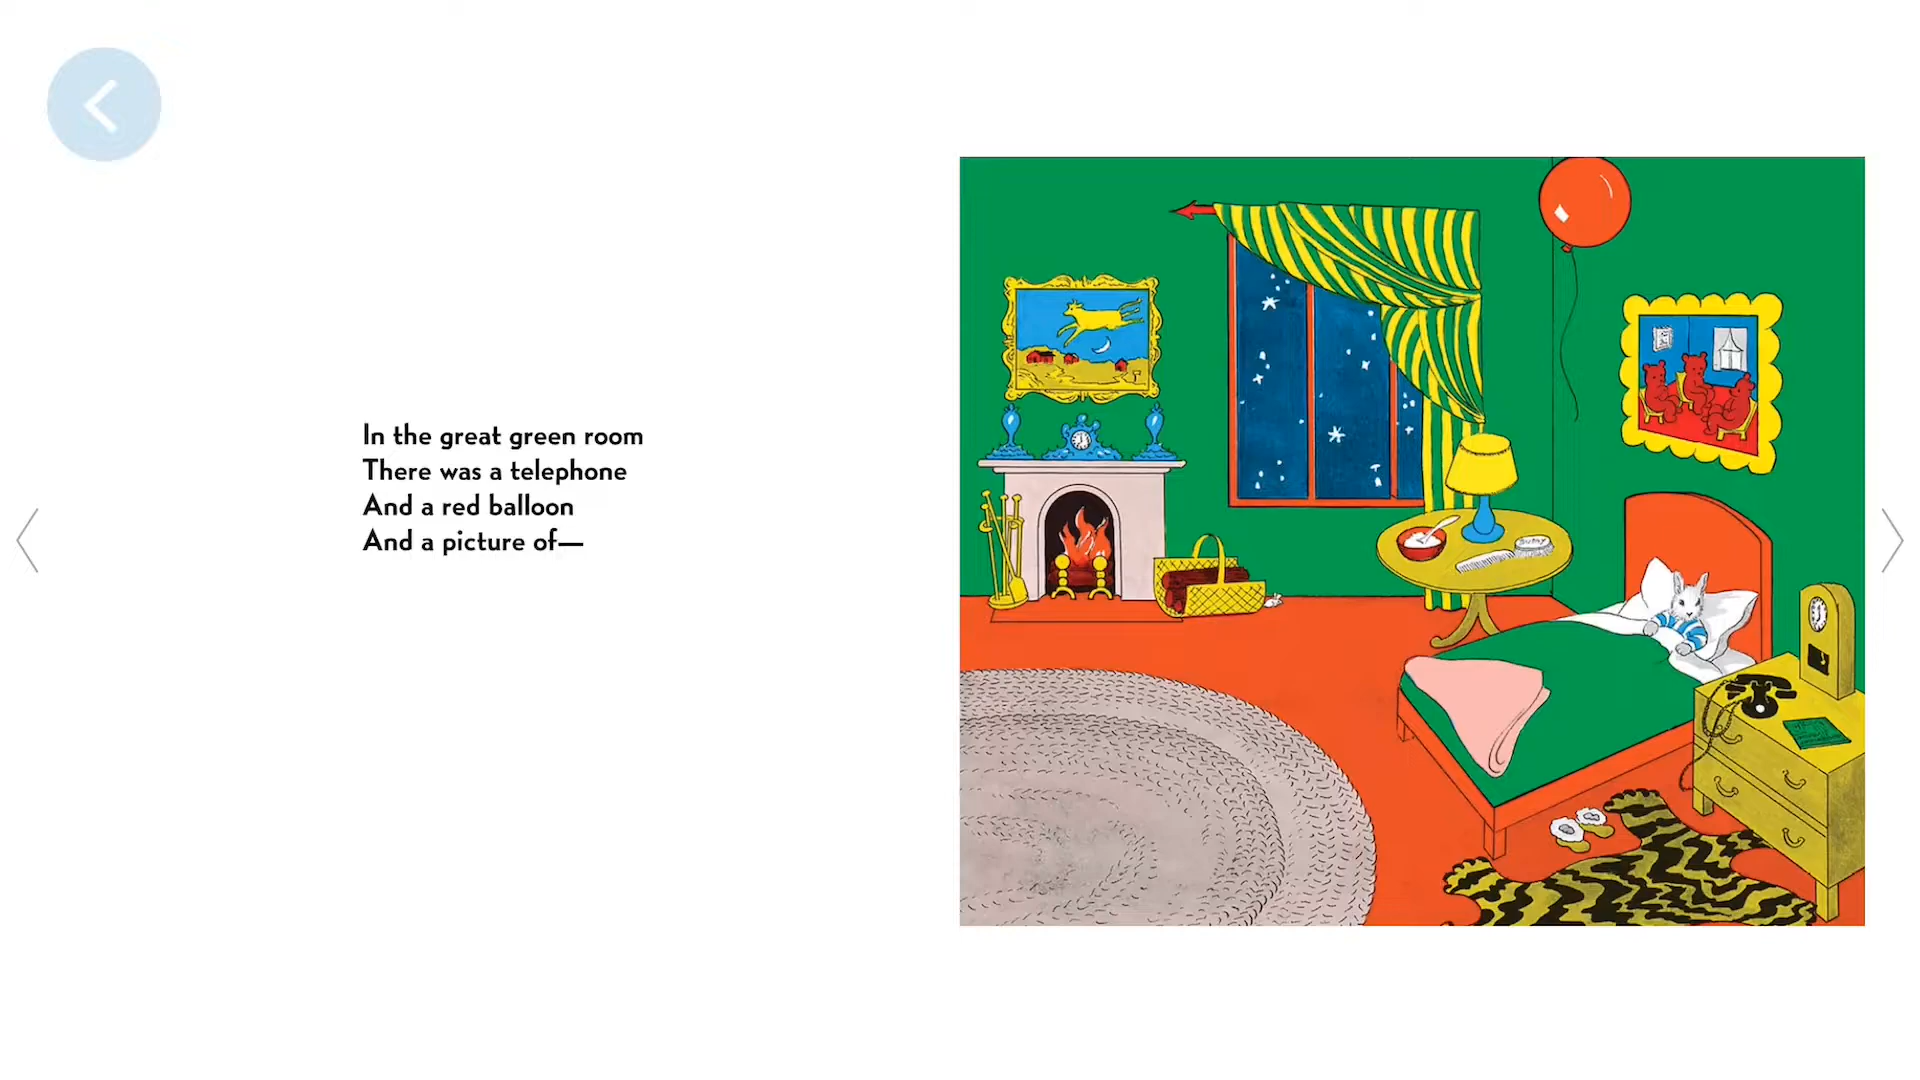 In the great green room
There was a telephone
And a red balloon
And a picture of—